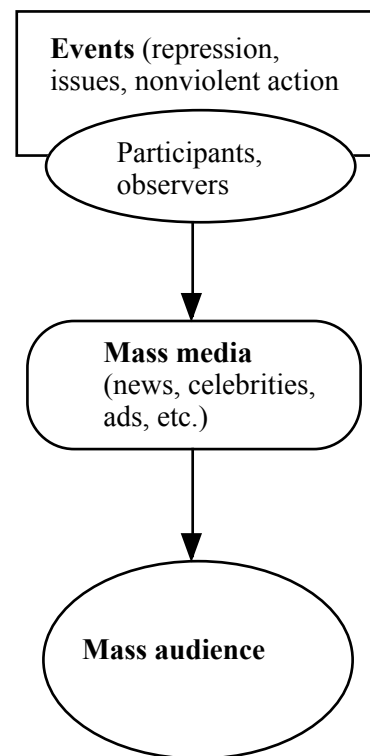 Events (repression,
issues, nonviolent action
Participants,
observers
Mass media
(news, celebrities,
ads, etc.)
Mass audience